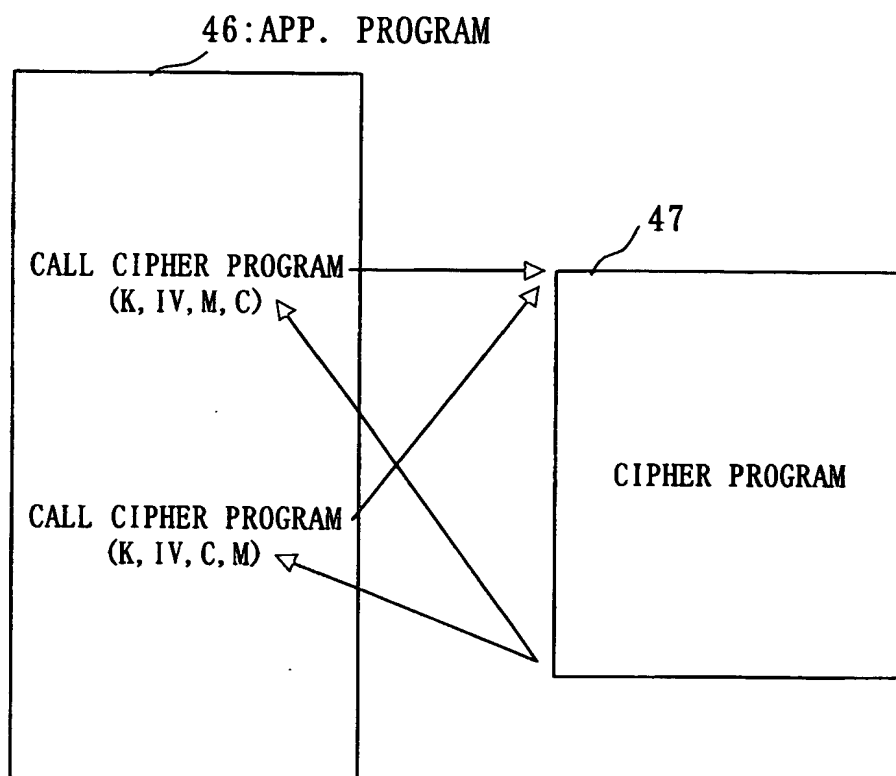 46:APP. PROGRAM
47
CALL CIPHER PROGRAM
(K, IV, M, C)
CIPHER PROGRAM
CALL CIPHER PROGRAM
(K, IV, C, M)